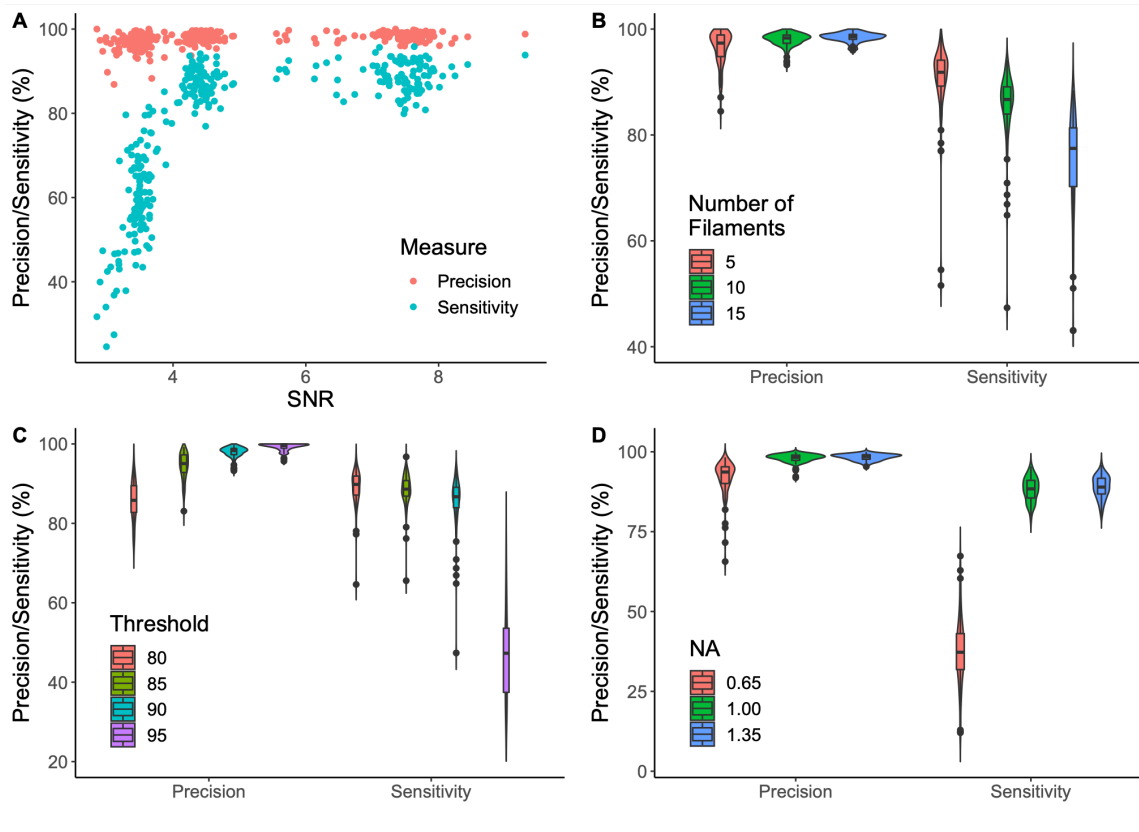 A
Precision/Sensitivity (%)
100
80
60
40
4
6
8
SNR
Measure
Precision
Sensitivity
B
Precision/Sensitivity (%)
100
80
60
40
Number of
Filaments
5
10
15
Precision
Sensitivity
C
Precision/Sensitivity (%)
100
80
60
40
20
Threshold
80
85
90
95
Precision
Sensitivity
D
Precision/Sensitivity (%)
100
75
50
25
0
NA
0.65
1.00
1.35
Precision
Sensitivity